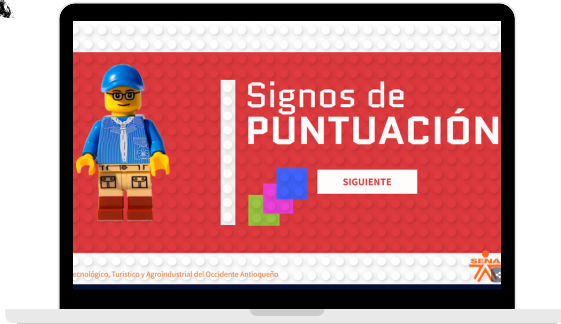 Signos de
PUNTUACIÓN
SIGUIENTE
SENA
ecnológico, Turístico y Agroindustrial del Occidente Antioqueño